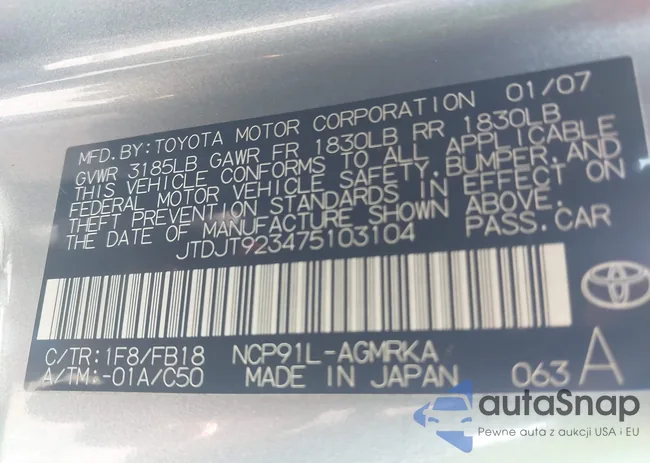 MFD. BY: TOYOTA MOTOR CORPORATION 01/07
GVWR 3185LB GAWR FR 1830LB RR 1830LB
THIS VEHICLE CONFORMS TO ALL APPLICABLE
FEDERAL MOTOR VEHICLE SAFETY, BUMPER, AND
THEFT PREVENTION STANDARDS IN EFFECT ON
THE DATE OF MANUFACTURE SHOWN ABOVE.
JTDJT923475103104 PASS. CAR
C/TR: 1F8/FB18 NCP91L-AGMRKA
A/TM: -01A/C50 MADE IN JAPAN 063 A
autoSnap
Pewne auta z aukcji USA i EU